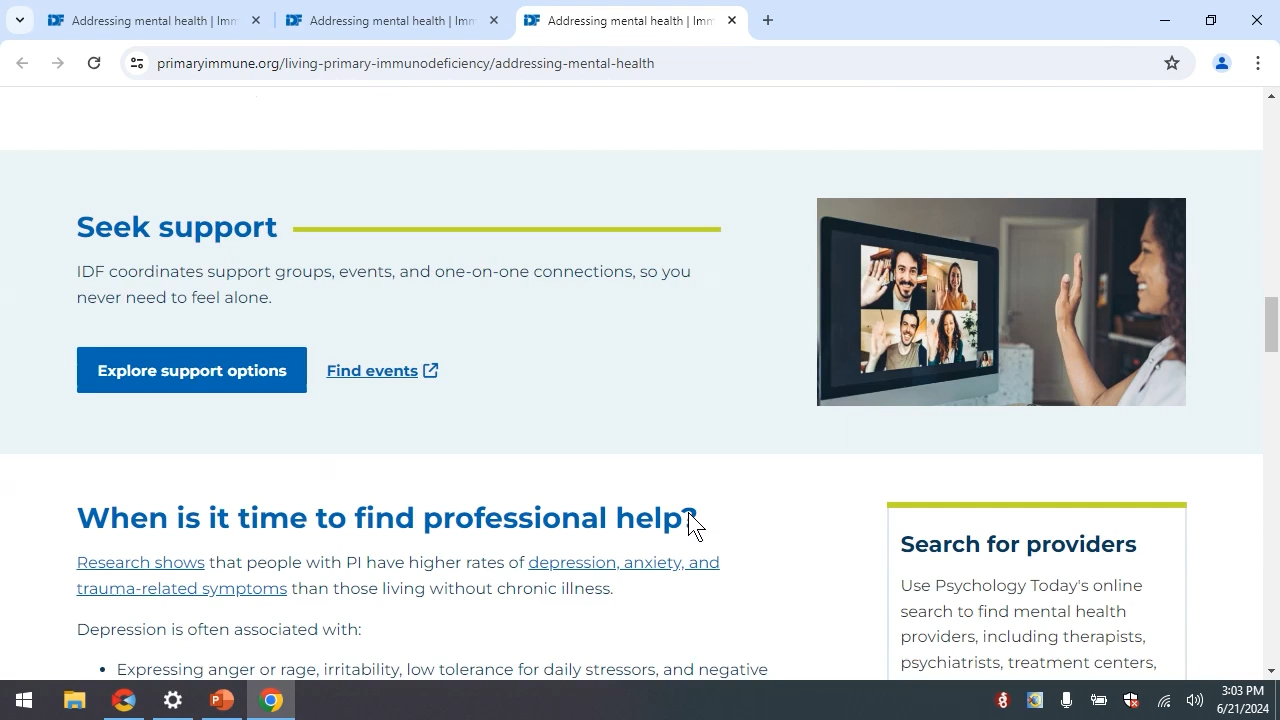 Addressing mental health | Imm
Addressing mental health | Imm
Addressing mental health | Imm
primaryimmune.org/living-primary-immunodeficiency/addressing-mental-health
Seek support
IDF coordinates support groups, events, and one-on-one connections, so you
never need to feel alone.
Explore support options
Find events
When is it time to find professional help?
Research shows that people with PI have higher rates of depression, anxiety, and
trauma-related symptoms than those living without chronic illness.
Depression is often associated with:
• Expressing anger or rage, irritability, low tolerance for daily stressors, and negative
Search for providers
Use Psychology Today's online
search to find mental health
providers, including therapists,
psychiatrists, treatment centers,
3:03 PM
6/21/2024